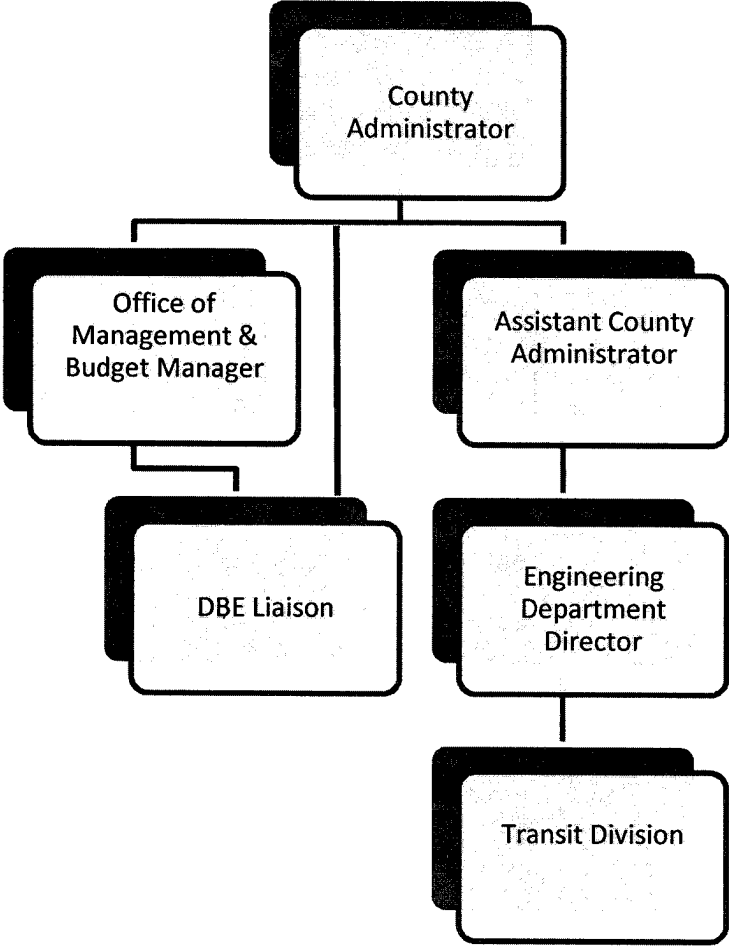 County
Administrator
Office of
Management &
Budget Manager
Assistant County
Administrator
DBE Liaison
Engineering
Department
Director
Transit Division